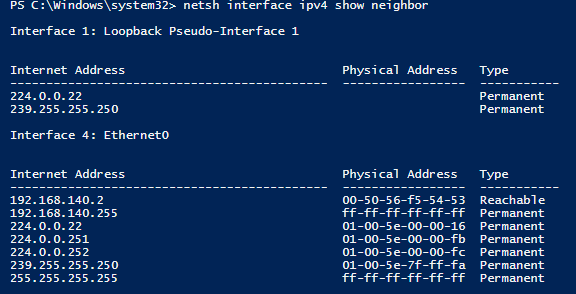 PS C:\Windows\system32> netsh interface ipv4 show neighbor
Interface 1: Loopback Pseudo-Interface 1
Internet Address                              Physical Address   Type
--------------------------------------------  -----------------  -----------
224.0.0.22                                                       Permanent
239.255.255.250                                                  Permanent
Interface 4: Ethernet0
Internet Address                              Physical Address   Type
--------------------------------------------  -----------------  -----------
192.168.140.2                                 00-50-56-f5-54-53  Reachable
192.168.140.255                               ff-ff-ff-ff-ff-ff  Permanent
224.0.0.22                                    01-00-5e-00-00-16  Permanent
224.0.0.251                                   01-00-5e-00-00-fb  Permanent
224.0.0.252                                   01-00-5e-00-00-fc  Permanent
239.255.255.250                               01-00-5e-7f-ff-fa  Permanent
255.255.255.255                               ff-ff-ff-ff-ff-ff  Permanent